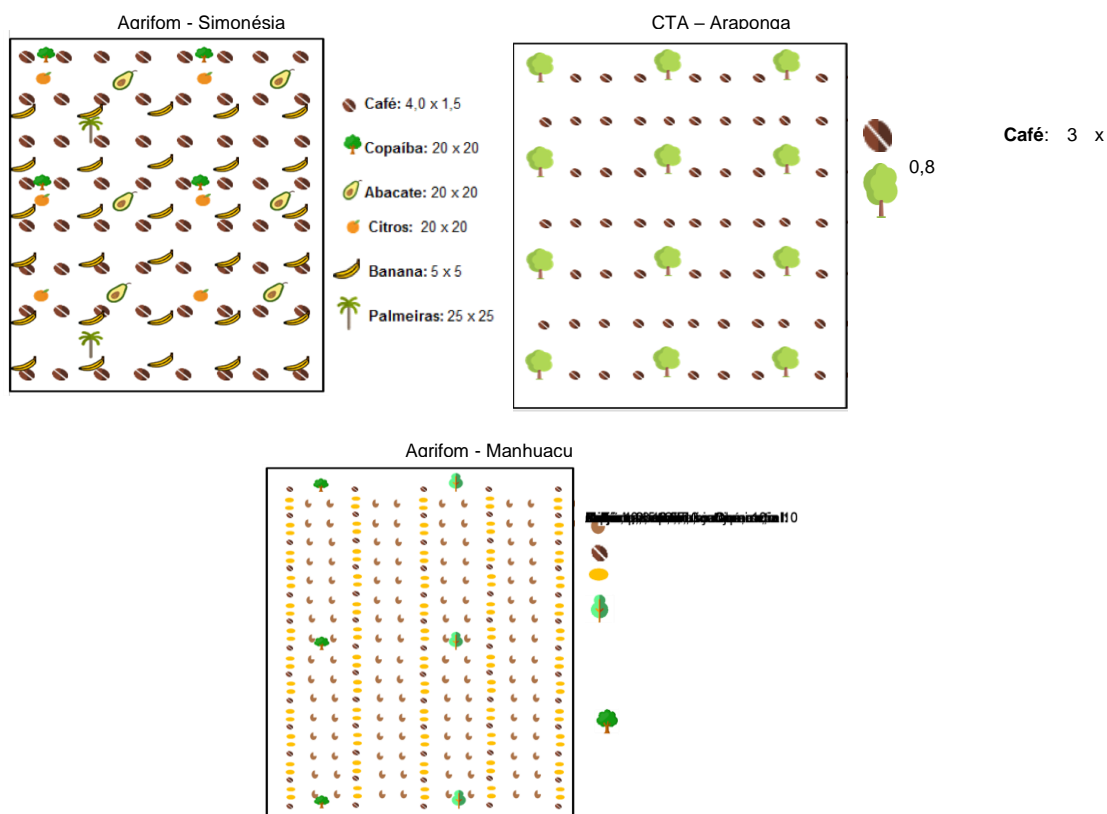 Agrifom - Simonésia
CTA – Araponga
Café: 4,0 x 1,5
Copaíba: 20 x 20
Abacate: 20 x 20
Citros: 20 x 20
Banana: 5 x 5
Palmeiras: 25 x 25
Café: 3 x
0,8
Agrifom - Manhuaçu